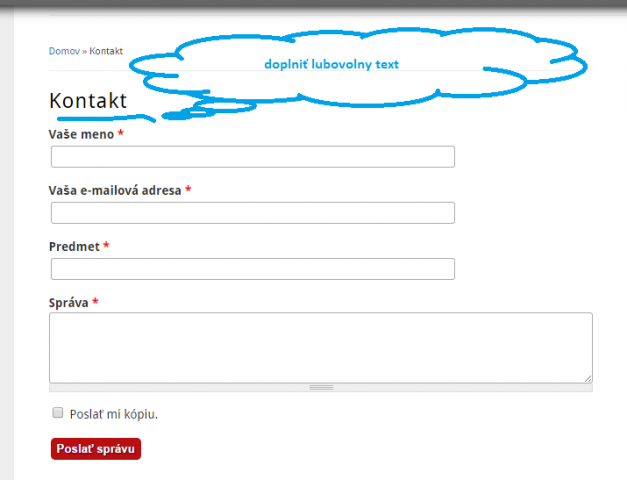 Domov » Kontakt
doplniť lubovolny text
Kontakt
Vaše meno *
Vaša e-mailová adresa *
Predmet *
Správa *
Poslať mi kópiu.
Poslať správu